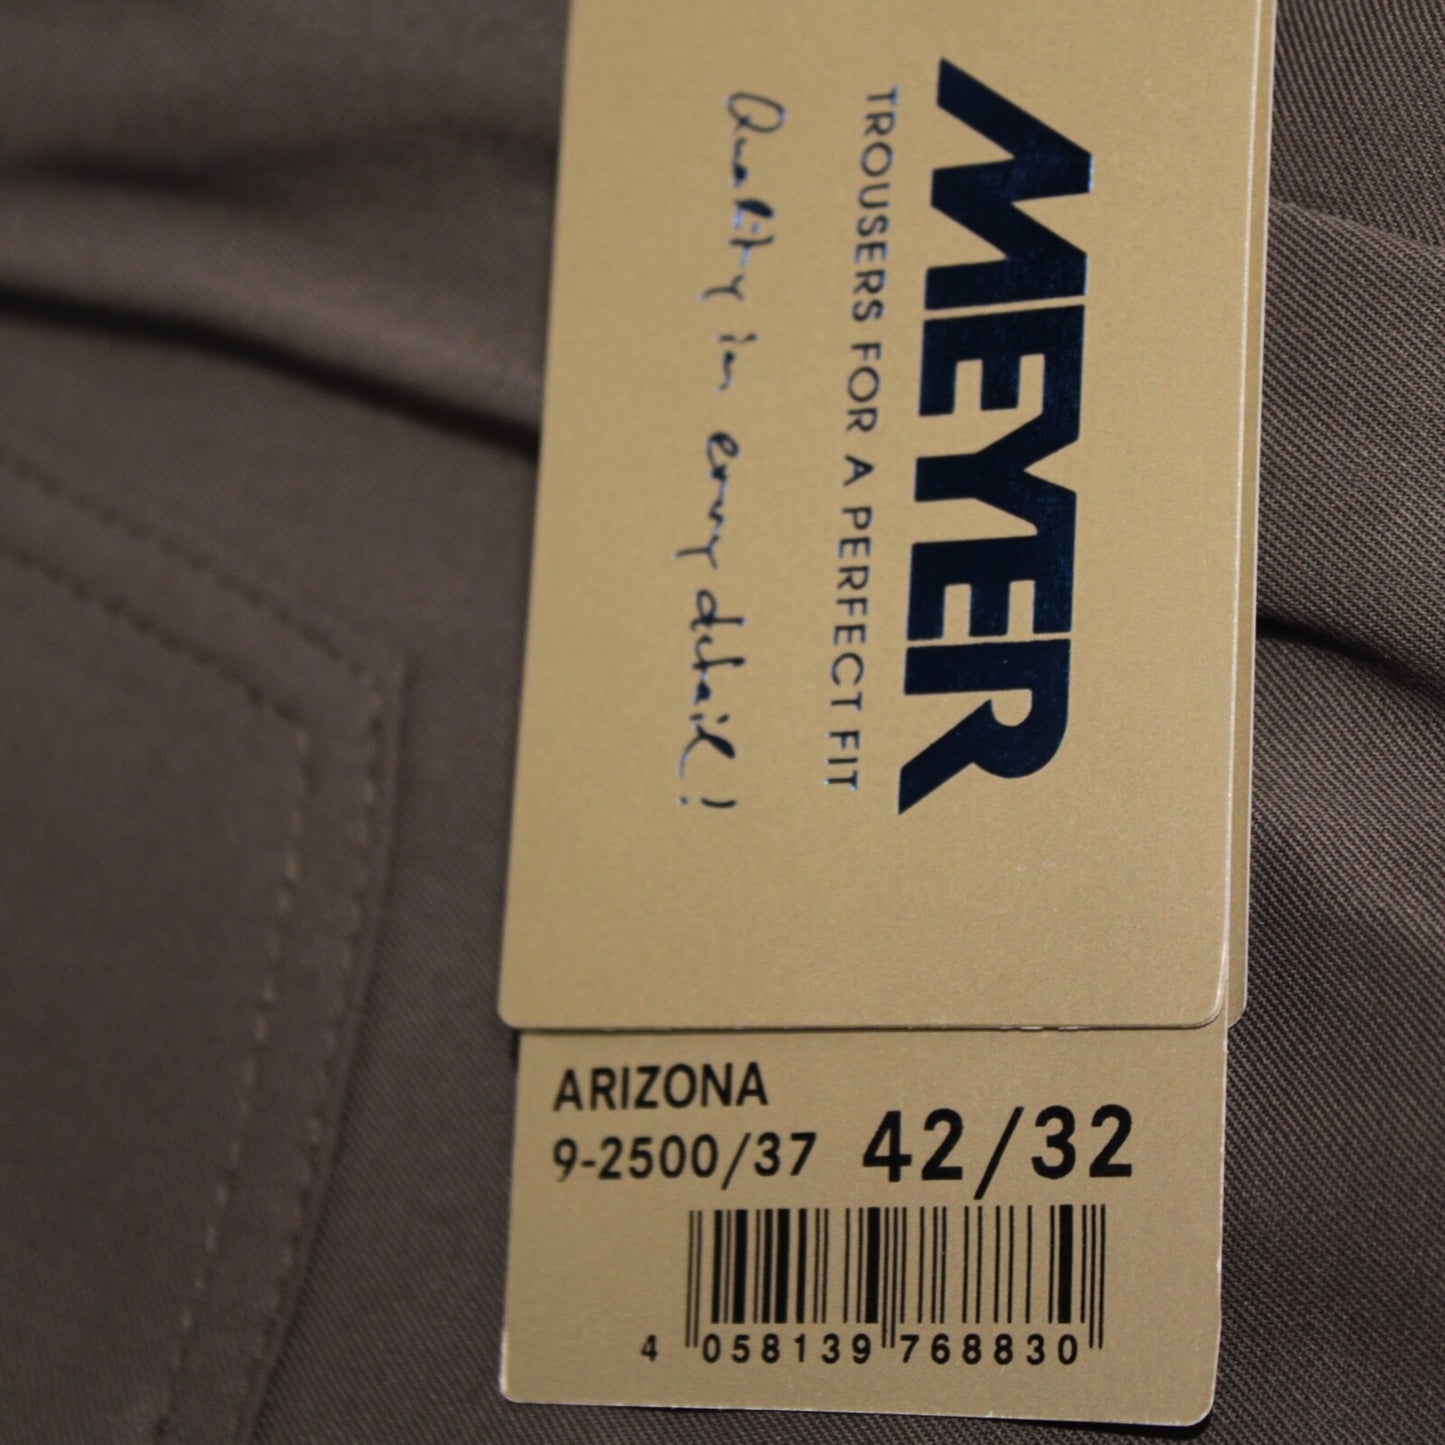 MEYER
TROUSERS FOR A PERFECT FIT
Quality in every detail!
ARIZONA
9-2500/37 42/32
4 058139 768830